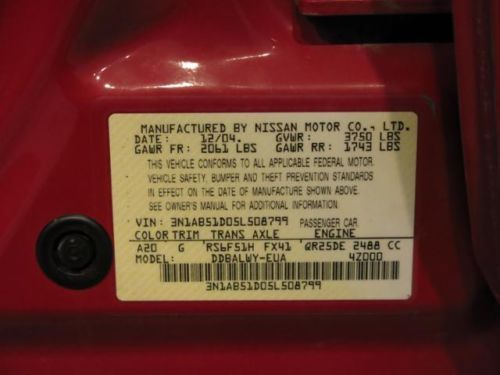 MANUFACTURED BY NISSAN MOTOR CO., LTD.
DATE: 12/04. GVWR: 3750 LBS
GAWR FR: 2061 LBS GAWR RR: 1743 LBS
THIS VEHICLE CONFORMS TO ALL APPLICABLE FEDERAL MOTOR
VEHICLE SAFETY, BUMPER AND THEFT PREVENTION STANDARDS
IN EFFECT ON THE DATE OF MANUFACTURE SHOWN ABOVE.
SEE OWNER'S MANUAL FOR ADDITIONAL INFORMATION.
VIN: 3N1AB51D05L508799 PASSENGER CAR
COLOR TRIM TRANS AXLE ENGINE
A20 G RS6F51H FX41 QR25DE 2488 CC
MODEL: DDBALWY-EUA 4Z000
3N1AB51D05L508799